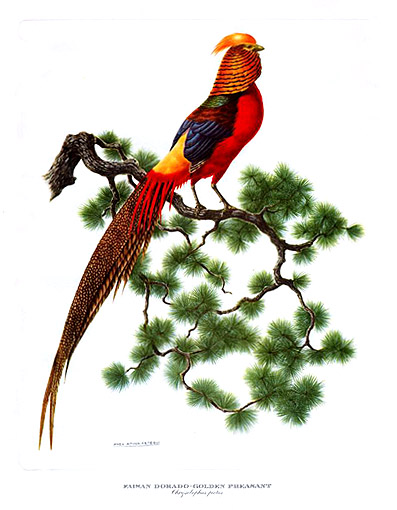 FAISAN DORADO-GOLDEN PHEASANT
Chrysolophus pictus